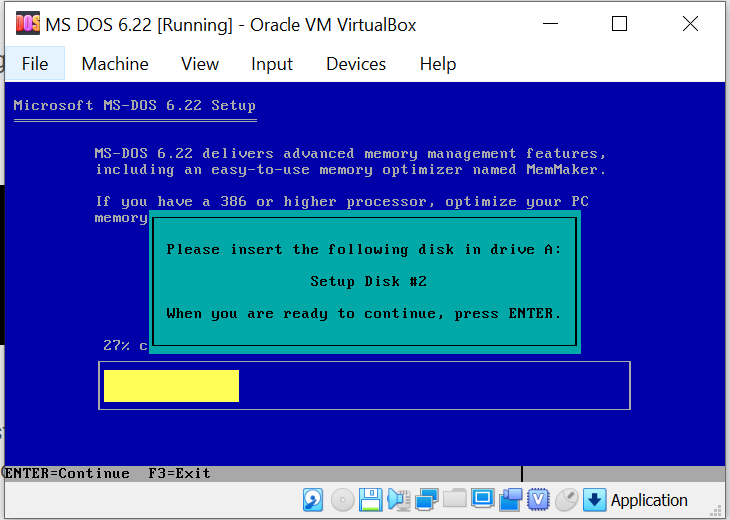 MS DOS 6.22 [Running] - Oracle VM VirtualBox
File Machine View Input Devices Help
Microsoft MS-DOS 6.22 Setup
MS-DOS 6.22 delivers advanced memory management features,
including an easy-to-use memory optimizer named MemMaker.
If you have a 386 or higher processor, optimize your PC
memory
Please insert the following disk in drive A:
Setup Disk #2
When you are ready to continue, press ENTER.
27% c
ENTER=Continue F3=Exit
Application